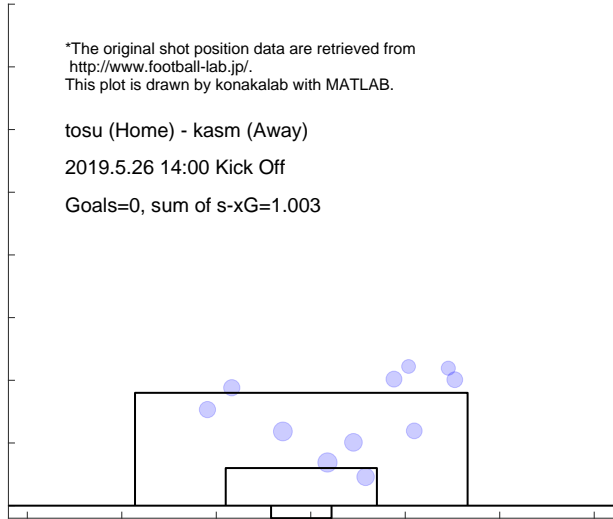 *The original shot position data are retrieved from
http://www.football-lab.jp/.
This plot is drawn by konakalab with MATLAB.
tosu (Home) - kasm (Away)
2019.5.26 14:00 Kick Off
Goals=0, sum of s-xG=1.003